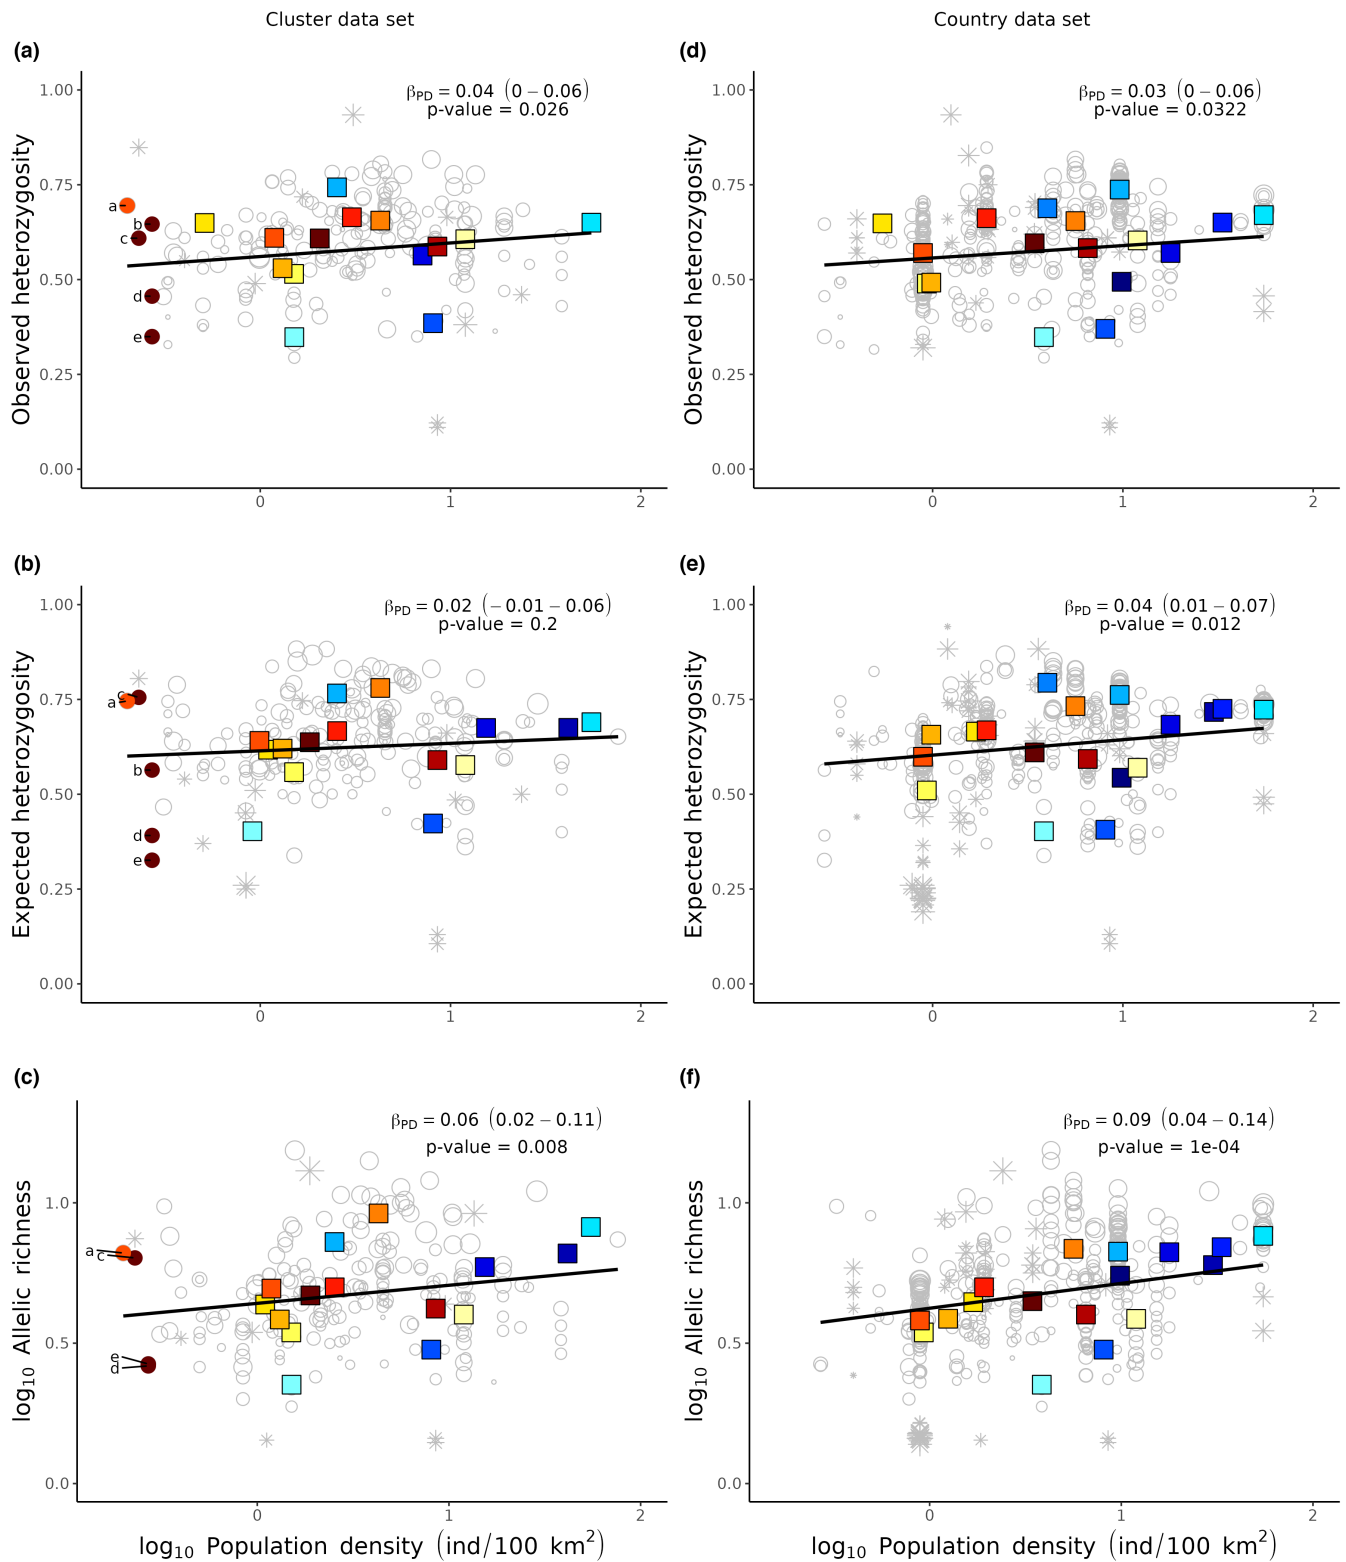 Cluster data set
Country data set
(a)
β_PD = 0.04 (0 − 0.06)
p-value = 0.026
Observed heterozygosity
1.00
0.75
0.50
0.25
0.00
a
b
c
d
e
0 1 2
(d)
β_PD = 0.03 (0 − 0.06)
p-value = 0.0322
Observed heterozygosity
1.00
0.75
0.50
0.25
0.00
0 1 2
(b)
β_PD = 0.02 (− 0.01 − 0.06)
p-value = 0.2
Expected heterozygosity
1.00
0.75
0.50
0.25
0.00
c
a
b
d
e
0 1 2
(e)
β_PD = 0.04 (0.01 − 0.07)
p-value = 0.012
Expected heterozygosity
1.00
0.75
0.50
0.25
0.00
0 1 2
(c)
β_PD = 0.06 (0.02 − 0.11)
p-value = 0.008
log₁₀ Allelic richness
1.0
0.5
0.0
a
c
e
d
0 1 2
log₁₀ Population density (ind/100 km²)
(f)
β_PD = 0.09 (0.04 − 0.14)
p-value = 1e-04
log₁₀ Allelic richness
1.0
0.5
0.0
0 1 2
log₁₀ Population density (ind/100 km²)